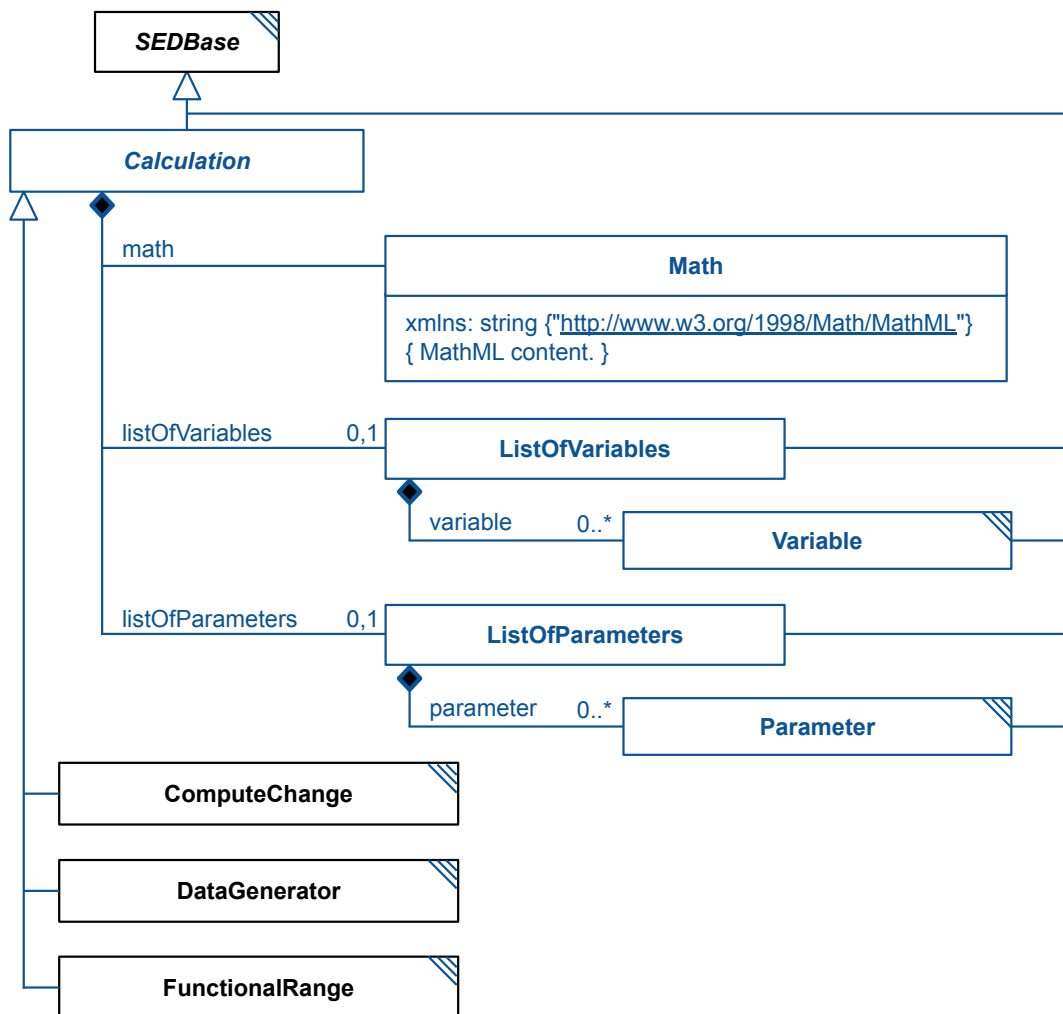 SEDBase
Calculation
math
Math
xmlns: string {"http://www.w3.org/1998/Math/MathML"}
{ MathML content. }
listOfVariables 0,1
ListOfVariables
variable 0..*
Variable
listOfParameters 0,1
ListOfParameters
parameter 0..*
Parameter
ComputeChange
DataGenerator
FunctionalRange